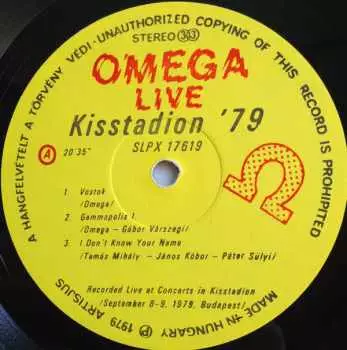 A HANGFELVETELT A TÖRVÉNY VÉDI · UNAUTHORIZED COPYING OF THIS RECORD IS PROHIBITED
STEREO 33
OMEGA
LIVE
Kisstadion '79
A 20'35" SLPX 17619
1. Vostok
/Omega/
2. Gammopolis I.
/Omega – Gábor Várszegi/
3. I Don't Know Your Name
/Tamás Mihály – János Kóbor – Péter Sülyi/
Recorded Live at Concerts in Kisstadion
/September 8-9, 1979, Budapest/
MADE IN HUNGARY Ⓟ 1979 ARTISJUS